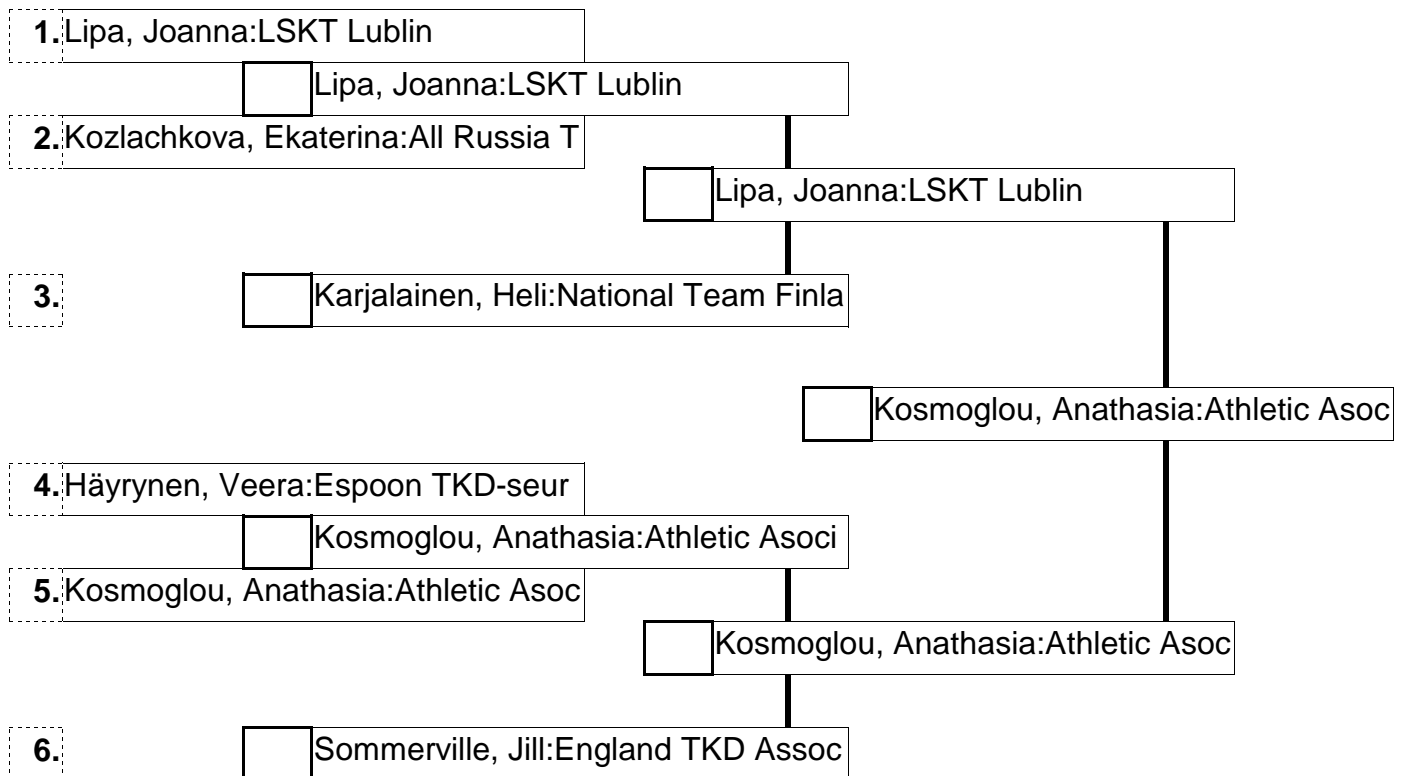 1. Lipa, Joanna:LSKT Lublin
Lipa, Joanna:LSKT Lublin
2. Kozlachkova, Ekaterina:All Russia T
Lipa, Joanna:LSKT Lublin
3. Karjalainen, Heli:National Team Finla
Kosmoglou, Anathasia:Athletic Asoc
4. Häyrynen, Veera:Espoon TKD-seur
Kosmoglou, Anathasia:Athletic Asoci
5. Kosmoglou, Anathasia:Athletic Asoc
Kosmoglou, Anathasia:Athletic Asoc
6. Sommerville, Jill:England TKD Assoc